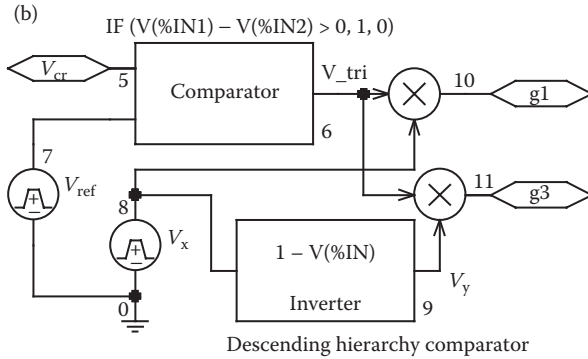 (b)
IF (V(%IN1) – V(%IN2) > 0, 1, 0)
V_cr
5
Comparator
V_tri
10
g1
6
7
V_ref
8
11
g3
V_x
1 – V(%IN)
V_y
Inverter
9
0
Descending hierarchy comparator